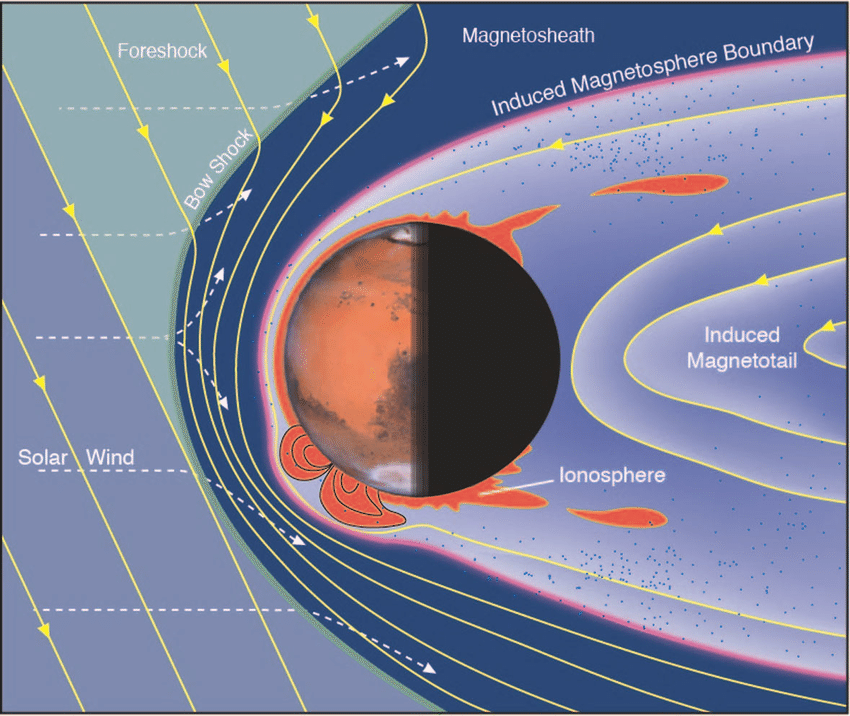 Foreshock
Magnetosheath
Induced Magnetosphere Boundary
Bow Shock
Induced
Magnetotail
Solar Wind
Ionosphere